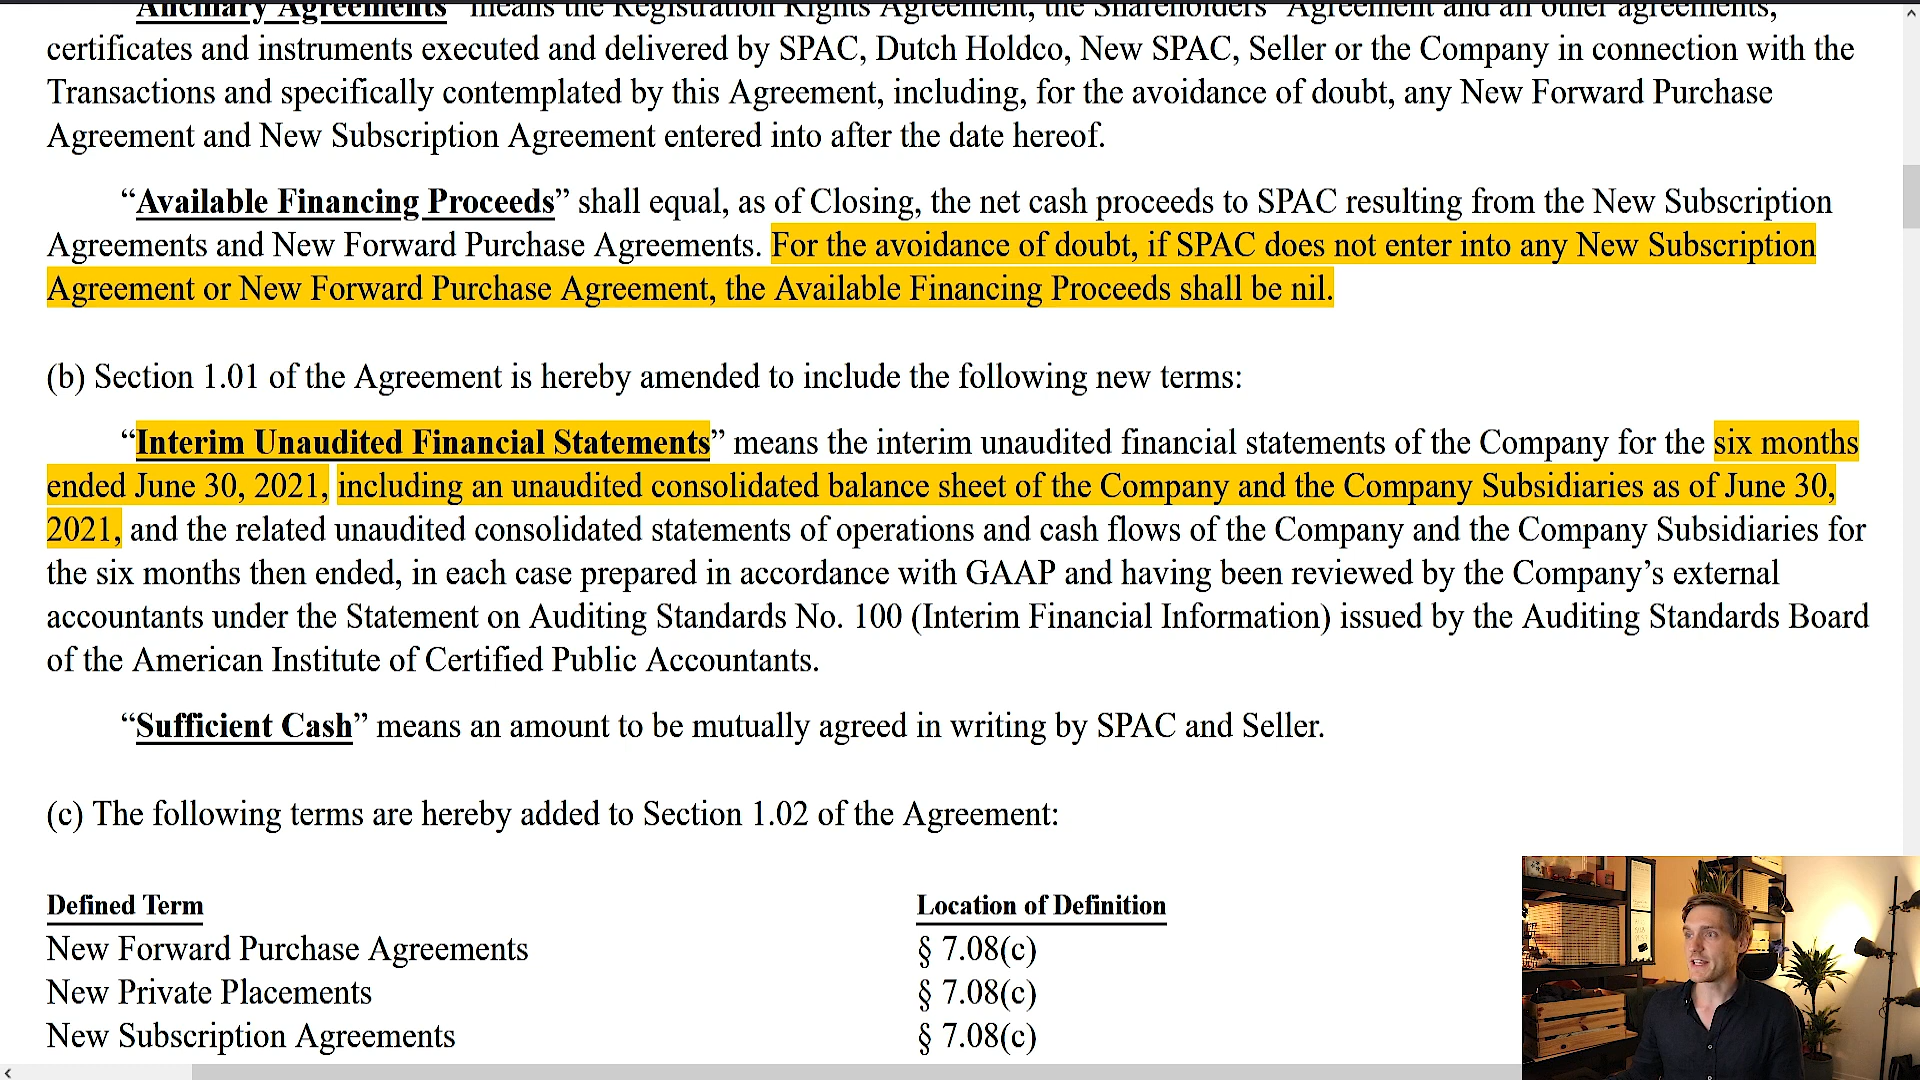 Ancillary Agreements” means the Registration Rights Agreement, the Shareholders’ Agreement and all other agreements,
certificates and instruments executed and delivered by SPAC, Dutch Holdco, New SPAC, Seller or the Company in connection with the
Transactions and specifically contemplated by this Agreement, including, for the avoidance of doubt, any New Forward Purchase
Agreement and New Subscription Agreement entered into after the date hereof.
“Available Financing Proceeds” shall equal, as of Closing, the net cash proceeds to SPAC resulting from the New Subscription
Agreements and New Forward Purchase Agreements. For the avoidance of doubt, if SPAC does not enter into any New Subscription
Agreement or New Forward Purchase Agreement, the Available Financing Proceeds shall be nil.
(b) Section 1.01 of the Agreement is hereby amended to include the following new terms:
“Interim Unaudited Financial Statements” means the interim unaudited financial statements of the Company for the six months
ended June 30, 2021, including an unaudited consolidated balance sheet of the Company and the Company Subsidiaries as of June 30,
2021, and the related unaudited consolidated statements of operations and cash flows of the Company and the Company Subsidiaries for
the six months then ended, in each case prepared in accordance with GAAP and having been reviewed by the Company’s external
accountants under the Statement on Auditing Standards No. 100 (Interim Financial Information) issued by the Auditing Standards Board
of the American Institute of Certified Public Accountants.
“Sufficient Cash” means an amount to be mutually agreed in writing by SPAC and Seller.
(c) The following terms are hereby added to Section 1.02 of the Agreement:
Defined Term Location of Definition
New Forward Purchase Agreements § 7.08(c)
New Private Placements § 7.08(c)
New Subscription Agreements § 7.08(c)